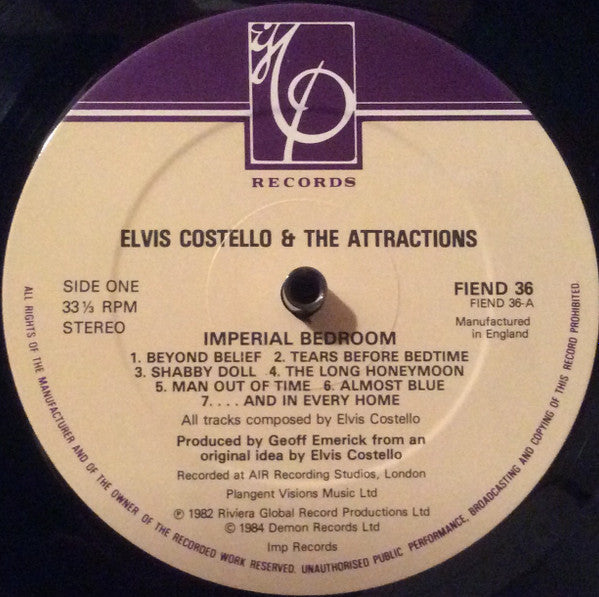 imp
RECORDS
ELVIS COSTELLO & THE ATTRACTIONS
SIDE ONE
33⅓ RPM
STEREO
FIEND 36
FIEND 36-A
Manufactured
in England
IMPERIAL BEDROOM
1. BEYOND BELIEF 2. TEARS BEFORE BEDTIME
3. SHABBY DOLL 4. THE LONG HONEYMOON
5. MAN OUT OF TIME 6. ALMOST BLUE
7. . . . AND IN EVERY HOME
All tracks composed by Elvis Costello
Produced by Geoff Emerick from an
original idea by Elvis Costello
Recorded at AIR Recording Studios, London
Plangent Visions Music Ltd
℗ 1982 Riviera Global Record Productions Ltd
© 1984 Demon Records Ltd
Imp Records
ALL RIGHTS OF THE MANUFACTURER AND OF THE OWNER OF THE RECORDED WORK RESERVED. UNAUTHORISED PUBLIC PERFORMANCE, BROADCASTING AND COPYING OF THIS RECORD PROHIBITED